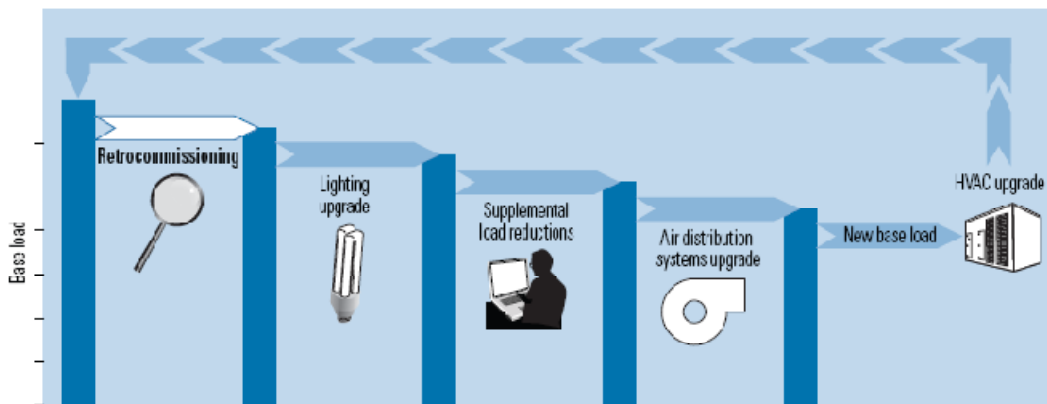 Retrocommissioning
Lighting
upgrade
Supplemental
load reductions
Air distribution
systems upgrade
New base load
HVAC upgrade
Base load